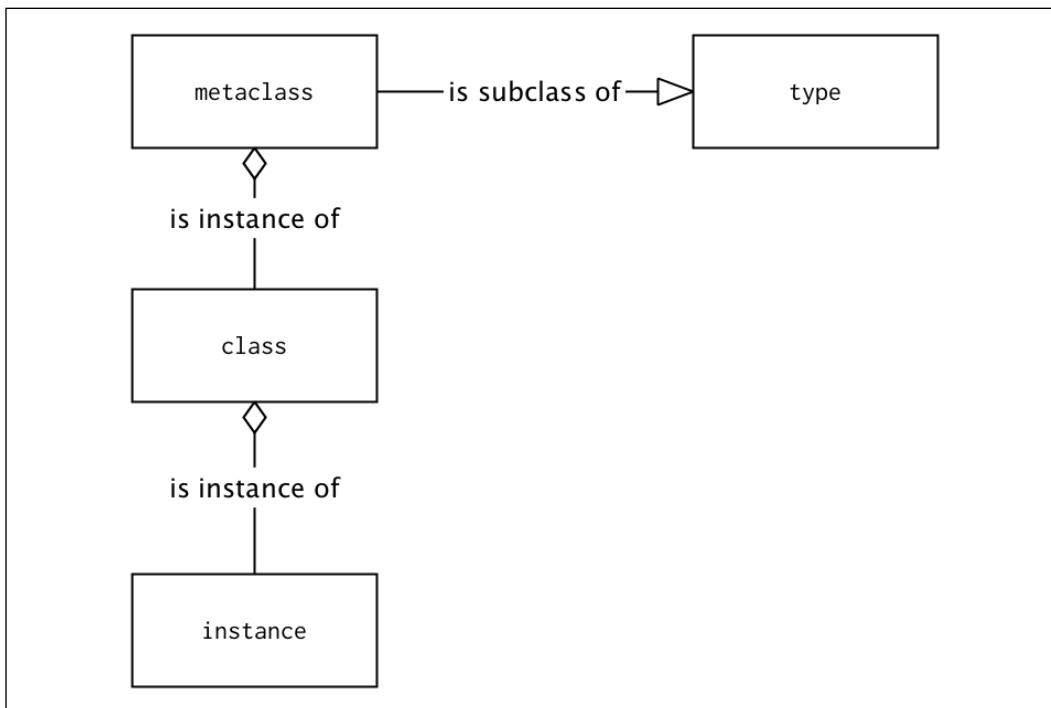 metaclass
is subclass of
type
is instance of
class
is instance of
instance